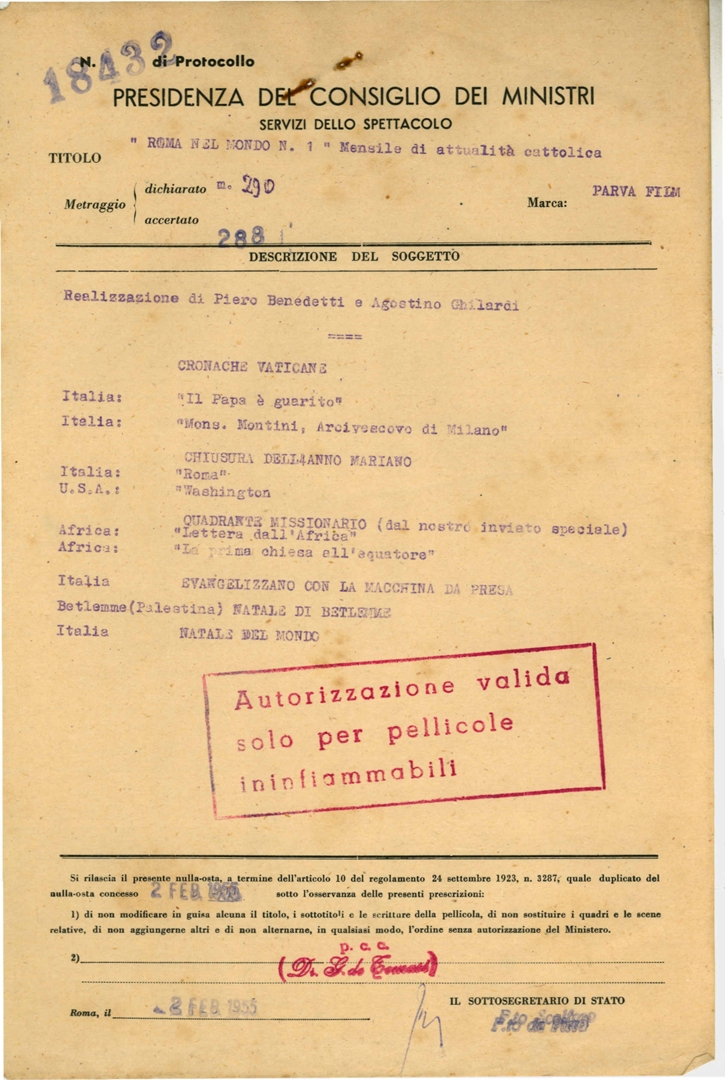 N. 18432 di Protocollo
PRESIDENZA DEL CONSIGLIO DEI MINISTRI
SERVIZI DELLO SPETTACOLO
TITOLO " ROMA NEL MONDO N. 1 " Mensile di attualità cattolica
Metraggio
dichiarato m. 290
accertato 288
Marca: PARVA FILM
DESCRIZIONE DEL SOGGETTO
Realizzazione di Piero Benedetti e Agostino Ghilardi
====
CRONACHE VATICANE
Italia: "Il Papa è guarito"
Italia: "Mons. Montini, Arcivescovo di Milano"
CHIUSURA DELL'ANNO MARIANO
Italia: "Roma"
U.S.A.: "Washington
QUADRANTE MISSIONARIO (dal nostro inviato speciale)
Africa: "Lettera dall'Africa"
Africa: "La prima chiesa all'equatore"
Italia EVANGELIZZANO CON LA MACCHINA DA PRESA
Betlemme(Palestina) NATALE DI BETLEMME
Italia NATALE DEL MONDO
Autorizzazione valida
solo per pellicole
ininfiammabili
Si rilascia il presente nulla-osta, a termine dell'articolo 10 del regolamento 24 settembre 1923, n. 3287, quale duplicato del
nulla-osta concesso 2 FEB 1955 sotto l'osservanza delle presenti prescrizioni:
1) di non modificare in guisa alcuna il titolo, i sottotitoli e le scritture della pellicola, di non sostituire i quadri e le scene
relative, di non aggiungerne altri e di non alternarne, in qualsiasi modo, l'ordine senza autorizzazione del Ministero.
p. c. c.
2)
(Dr. G. de Tomasi)
Roma, il 2 FEB 1955
IL SOTTOSEGRETARIO DI STATO
F.to